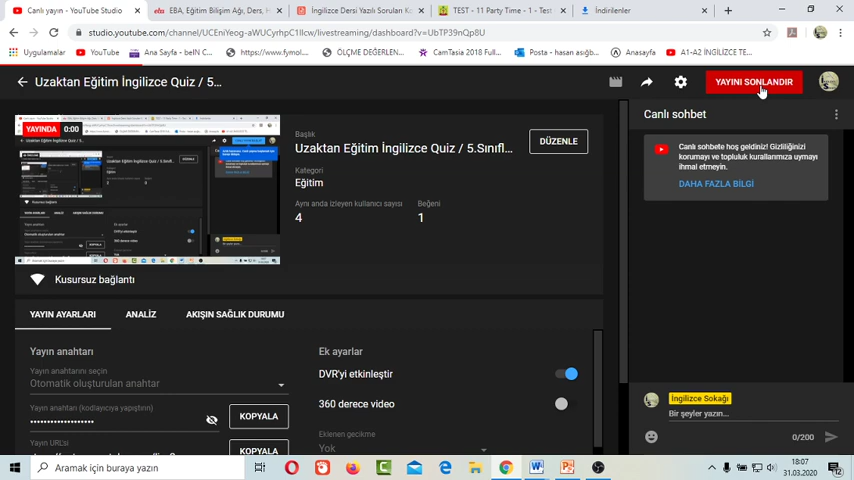 Canlı yayın - YouTube Studio
EBA, Eğitim Bilişim Ağı, Ders, H
İngilizce Dersi Yazılı Soruları Ko
TEST - 11 Party Time - 1 - Test
İndirilenler
studio.youtube.com/channel/UCEniYeog-aWUCyrhpC1Ilcw/livestreaming/dashboard?v=UbTP39nQp8U
Uygulamalar
YouTube
Ana Sayfa - beIN C...
https://www.fymol...
ÖLÇME DEĞERLEN...
CamTasia 2018 Full...
Posta - hasan asığb...
Anasayfa
A1-A2 İNGİLİZCE TE...
Uzaktan Eğitim İngilizce Quiz / 5...
YAYINI SONLANDIR
YAYINDA 0:00
Başlık
Uzaktan Eğitim İngilizce Quiz / 5.Sınıfl...
DÜZENLE
Kategori
Eğitim
Aynı anda izleyen kullanıcı sayısı
Beğeni
4
1
Kusursuz bağlantı
YAYIN AYARLARI
ANALİZ
AKIŞIN SAĞLIK DURUMU
Yayın anahtarı
Yayın anahtarını seçin
Otomatik oluşturulan anahtar
Yayın anahtarı (kodlayıcıya yapıştırın)
••••••••••••••••••••
KOPYALA
Yayın URL'si
KOPYALA
Ek ayarlar
DVR'yi etkinleştir
360 derece video
Eklenen gecikme
Yok
Canlı sohbet
Canlı sohbete hoş geldiniz! Gizliliğinizi
korumayı ve topluluk kurallarımıza uymayı
ihmal etmeyin.
DAHA FAZLA BİLGİ
İngilizce Sokağı
Bir şeyler yazın...
0/200
Aramak için buraya yazın
18:07
31.03.2020
12